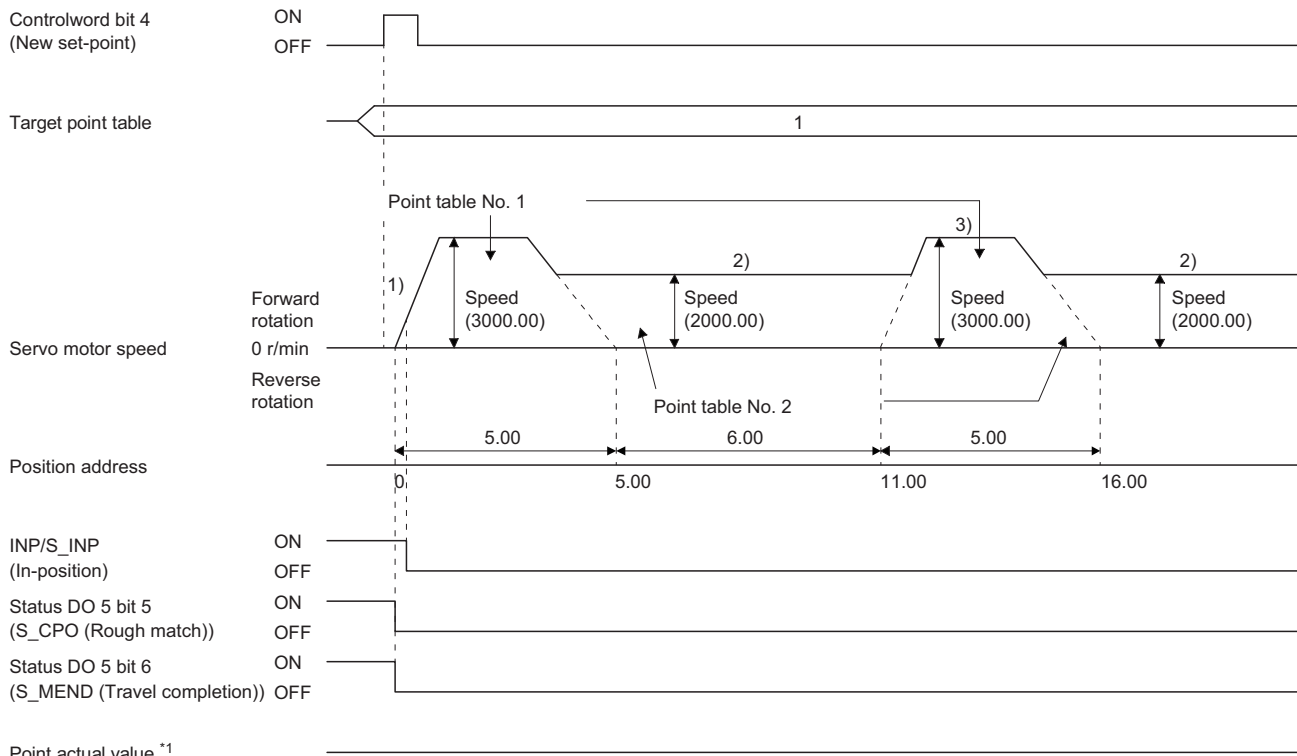 Controlword bit 4
(New set-point)
ON
OFF
Target point table
1
Point table No. 1
1)
2)
3)
2)
Speed
(3000.00)
Speed
(2000.00)
Speed
(3000.00)
Speed
(2000.00)
Forward
rotation
Servo motor speed
0 r/min
Reverse
rotation
Point table No. 2
5.00
6.00
5.00
Position address
0
5.00
11.00
16.00
INP/S_INP
(In-position)
ON
OFF
Status DO 5 bit 5
(S_CPO (Rough match))
ON
OFF
Status DO 5 bit 6
(S_MEND (Travel completion))
ON
OFF
Point actual value *1